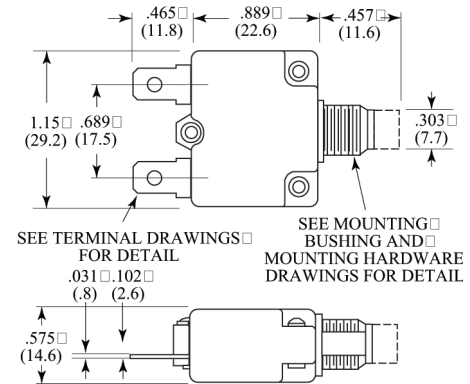 .465□ .889□ .457□
(11.8) (22.6) (11.6)
1.15□ .689□ .303□
(29.2) (17.5) (7.7)
SEE TERMINAL DRAWINGS□
FOR DETAIL
SEE MOUNTING□
BUSHING AND□
MOUNTING HARDWARE
DRAWINGS FOR DETAIL
.031□ .102□
(.8) (2.6)
.575□
(14.6)